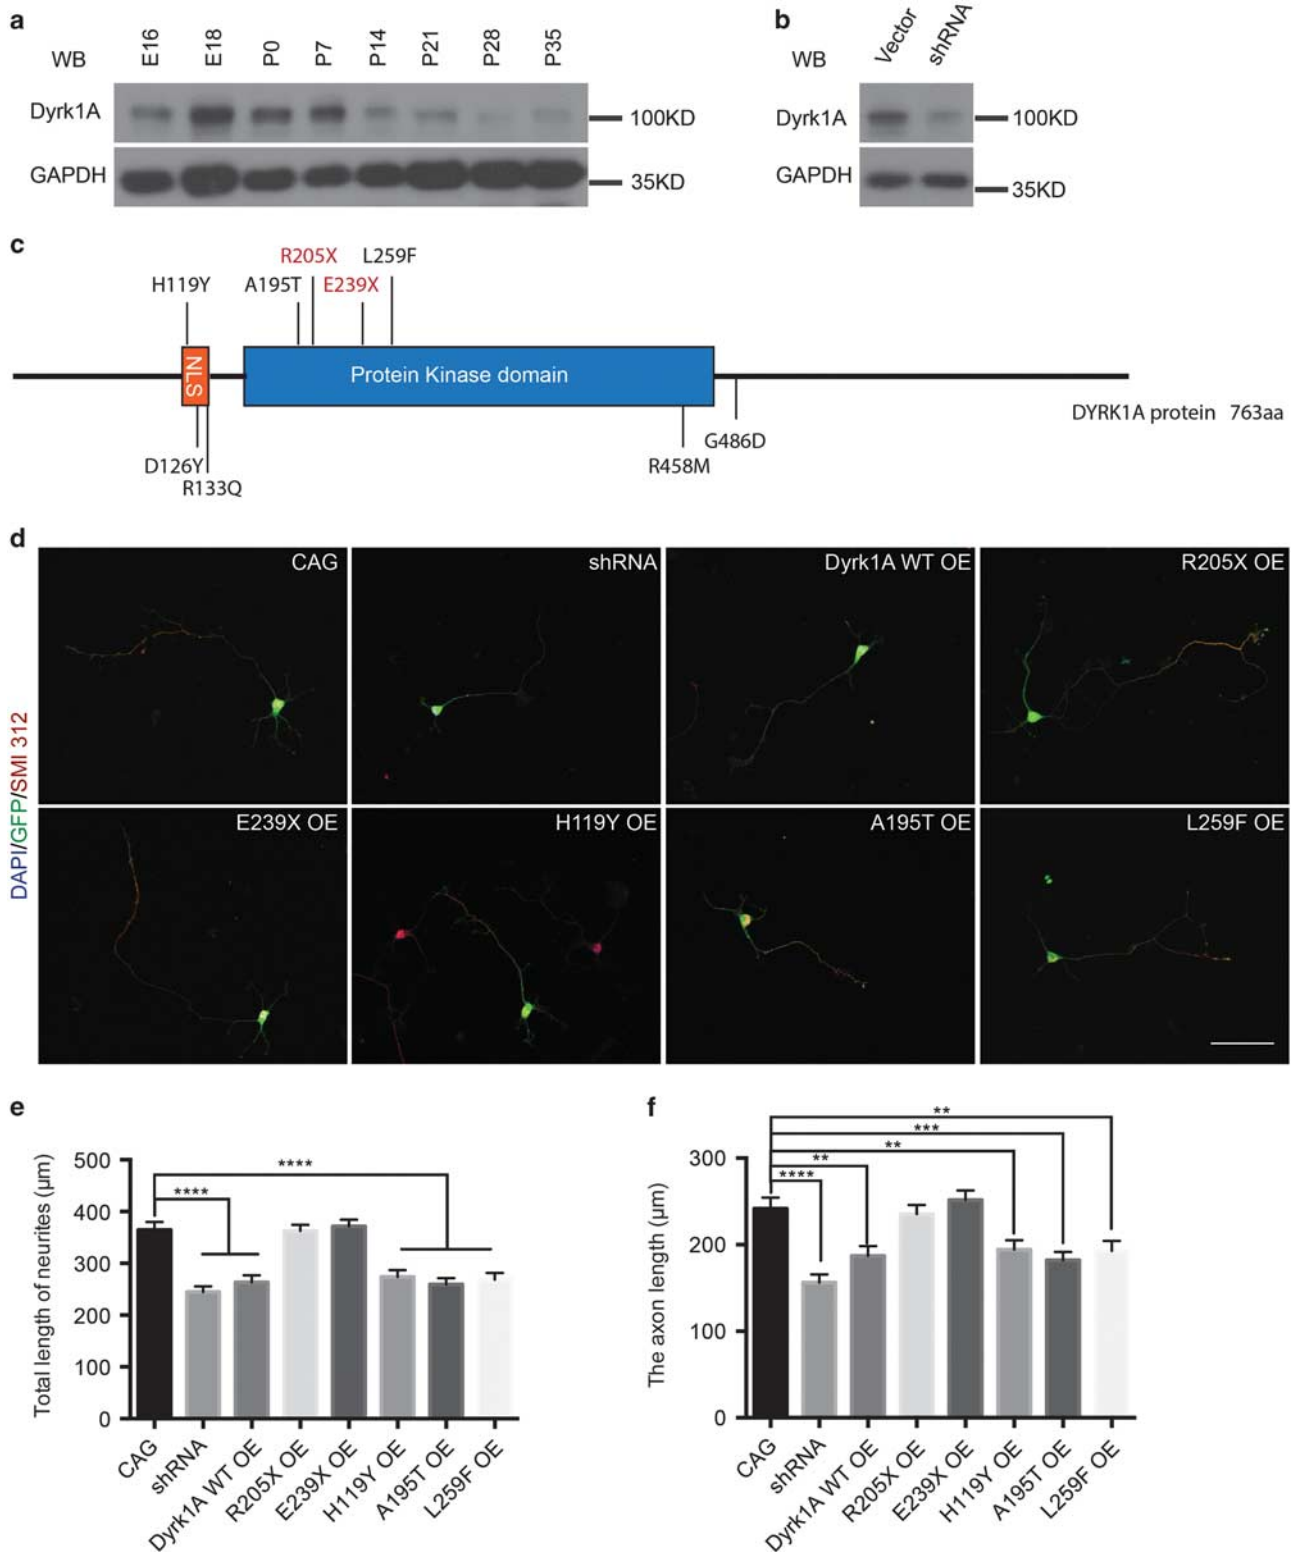 a
WB
E16 E18 P0 P7 P14 P21 P28 P35
Dyrk1A
100KD
GAPDH
35KD
b
WB
Vector shRNA
Dyrk1A
100KD
GAPDH
35KD
c
R205X L259F
H119Y A195T E239X
NLS
Protein Kinase domain
DYRK1A protein 763aa
G486D
D126Y R458M
R133Q
d
DAPI/GFP/SMI 312
CAG
shRNA
Dyrk1A WT OE
R205X OE
E239X OE
H119Y OE
A195T OE
L259F OE
e
Total length of neurites (µm)
500
400
300
200
100
0
****
****
CAG
shRNA
Dyrk1A WT OE
R205X OE
E239X OE
H119Y OE
A195T OE
L259F OE
f
The axon length (µm)
300
200
100
0
**
***
**
**
****
CAG
shRNA
Dyrk1A WT OE
R205X OE
E239X OE
H119Y OE
A195T OE
L259F OE